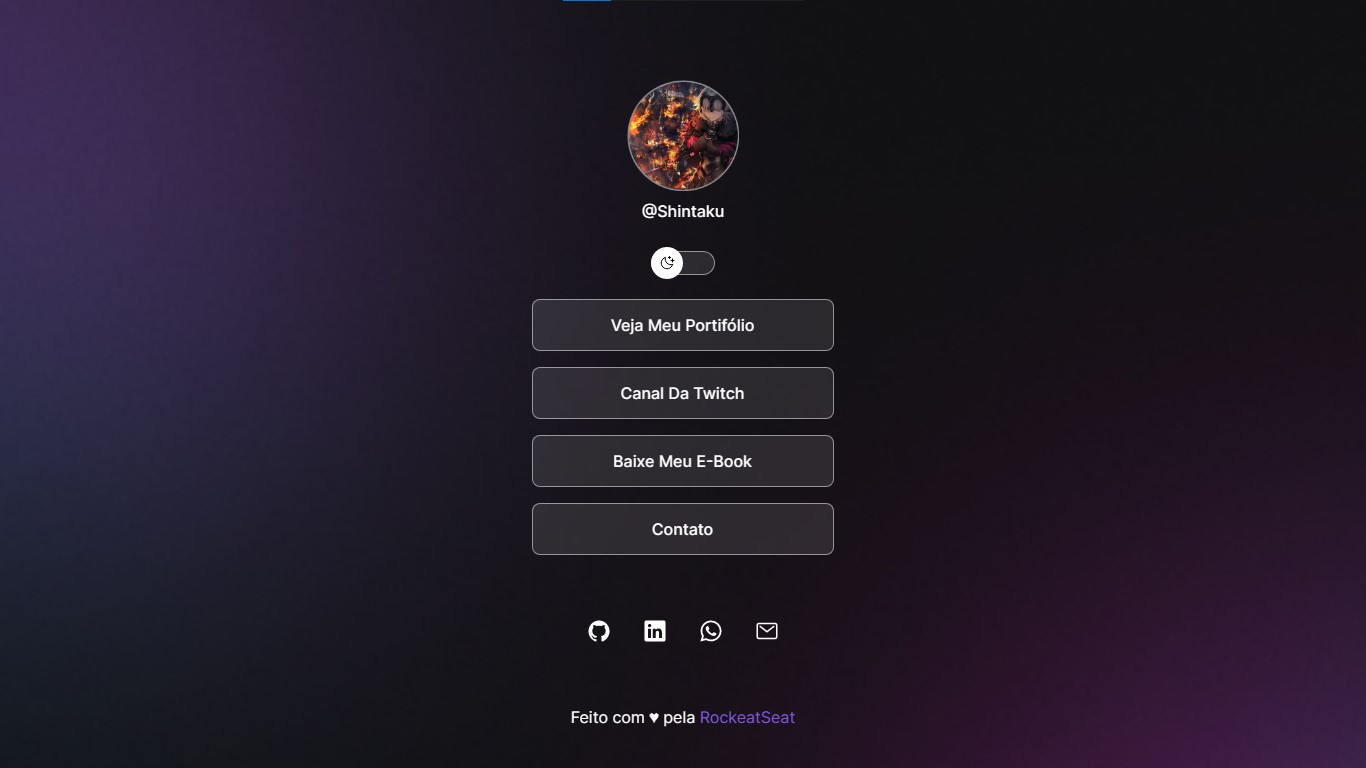 @Shintaku
Veja Meu Portifólio
Canal Da Twitch
Baixe Meu E-Book
Contato
Feito com ♥ pela RockeatSeat